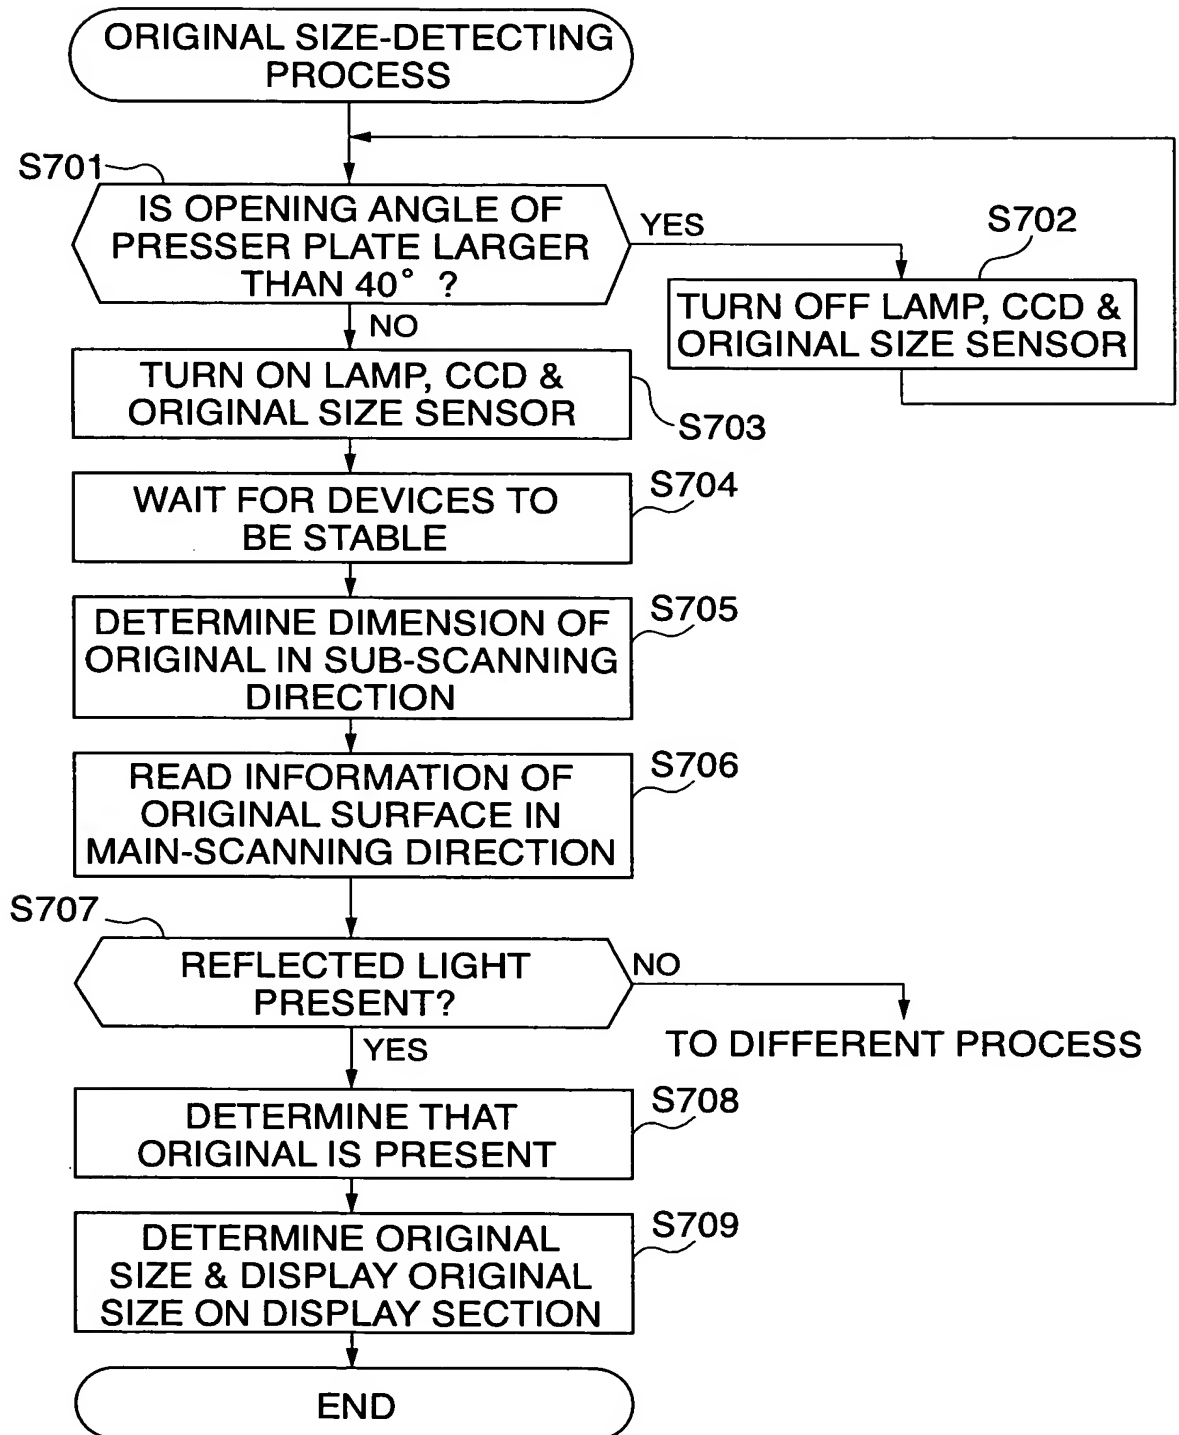 ORIGINAL SIZE-DETECTING
PROCESS
S701
IS OPENING ANGLE OF
PRESSER PLATE LARGER
THAN 40° ?
YES
S702
TURN OFF LAMP, CCD &
ORIGINAL SIZE SENSOR
NO
TURN ON LAMP, CCD &
ORIGINAL SIZE SENSOR
S703
WAIT FOR DEVICES TO
BE STABLE
S704
DETERMINE DIMENSION OF
ORIGINAL IN SUB-SCANNING
DIRECTION
S705
READ INFORMATION OF
ORIGINAL SURFACE IN
MAIN-SCANNING DIRECTION
S706
S707
REFLECTED LIGHT
PRESENT?
NO
TO DIFFERENT PROCESS
YES
DETERMINE THAT
ORIGINAL IS PRESENT
S708
DETERMINE ORIGINAL
SIZE & DISPLAY ORIGINAL
SIZE ON DISPLAY SECTION
S709
END